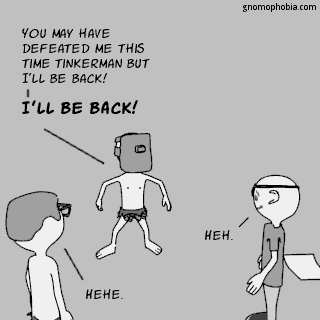 gnomophobia.com
YOU MAY HAVE
DEFEATED ME THIS
TIME TINKERMAN BUT
I'LL BE BACK!
I'LL BE BACK!
HEH.
HEHE.